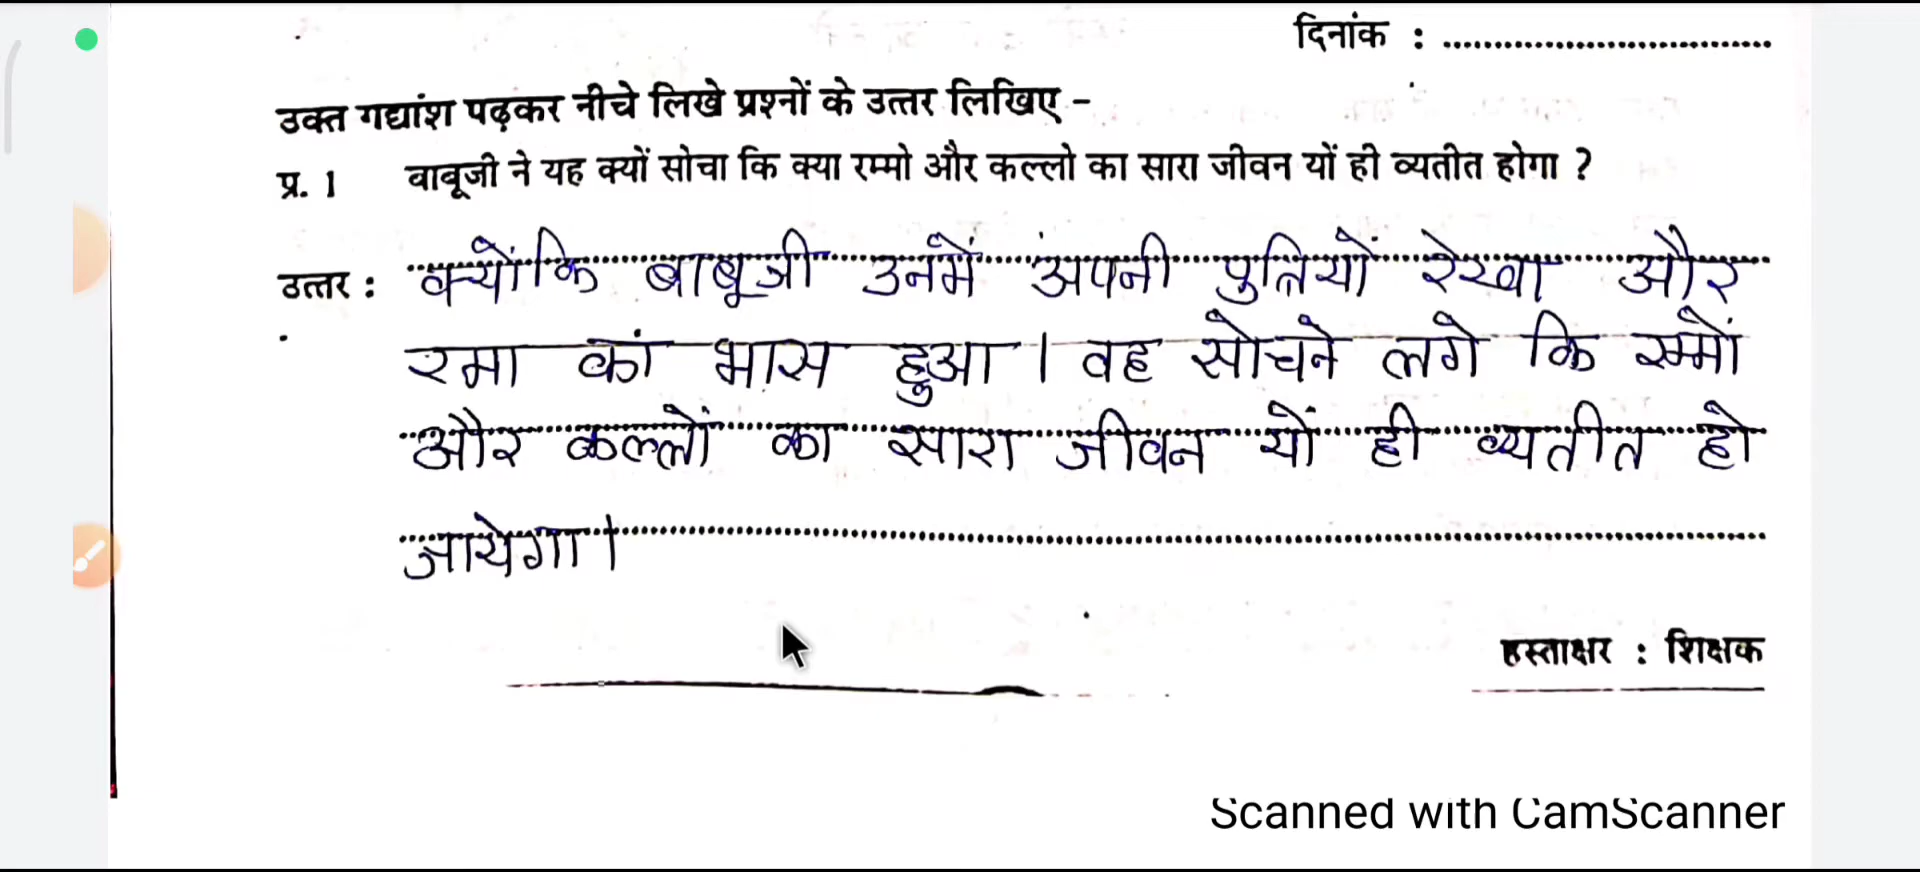 दिनांक : ................................
उक्त गद्यांश पढ़कर नीचे लिखे प्रश्नों के उत्तर लिखिए –
प्र. 1 बाबूजी ने यह क्यों सोचा कि क्या रम्मो और कल्लो का सारा जीवन यों ही व्यतीत होगा ?
उत्तर : क्योंकि बाबूजी उनमें अपनी पुत्रियों रेखा और
रमा का भास हुआ । वह सोचने लगे कि रम्मों
और कल्लों का सारा जीवन यों ही व्यतीत हो
जायेगा ।
हस्ताक्षर : शिक्षक
Scanned with CamScanner